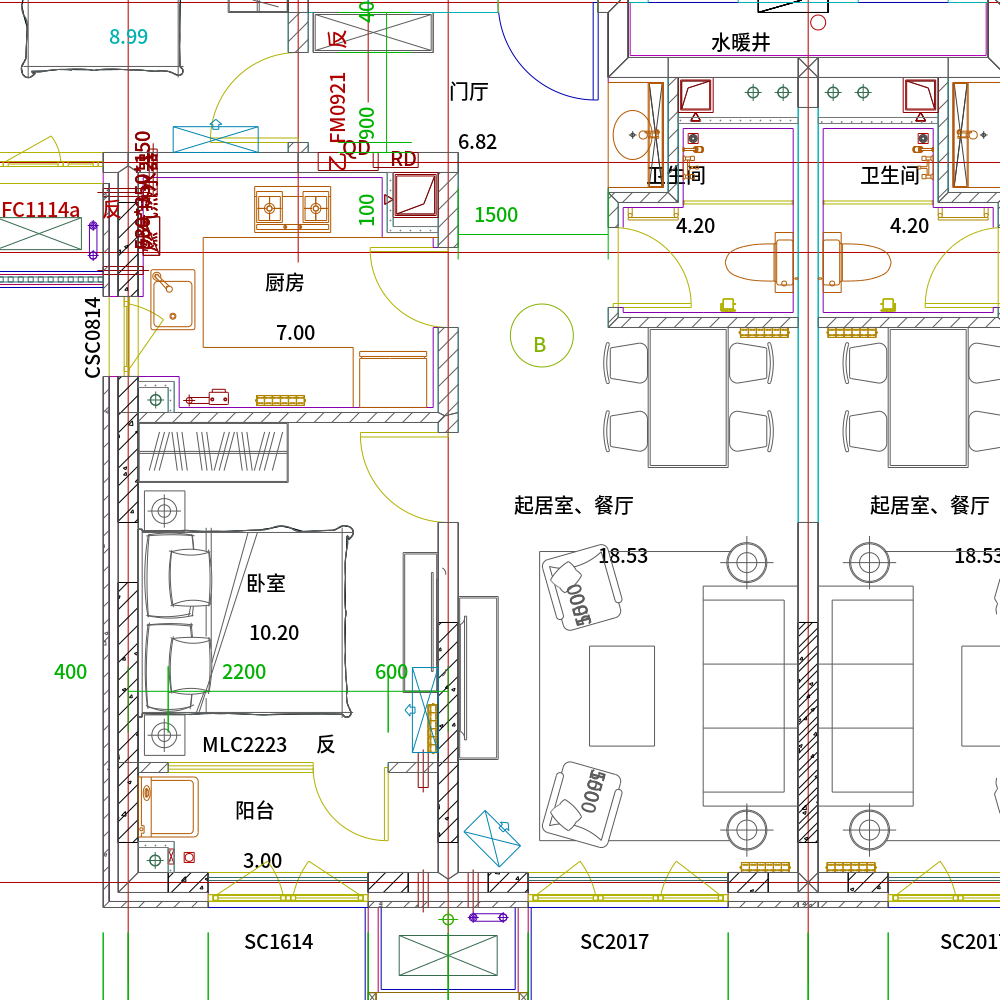 8.99
40
反
水暖井
门厅
FM0921
900
6.82
QD
RD
乙
卫生间
卫生间
4.20
4.20
FC1114a
反
100
1500
厨房
7.00
CSC0814
B
起居室、餐厅
起居室、餐厅
18.53
18.53
卧室
10.20
400
2200
600
MLC2223
反
阳台
3.00
SC1614
SC2017
SC2017